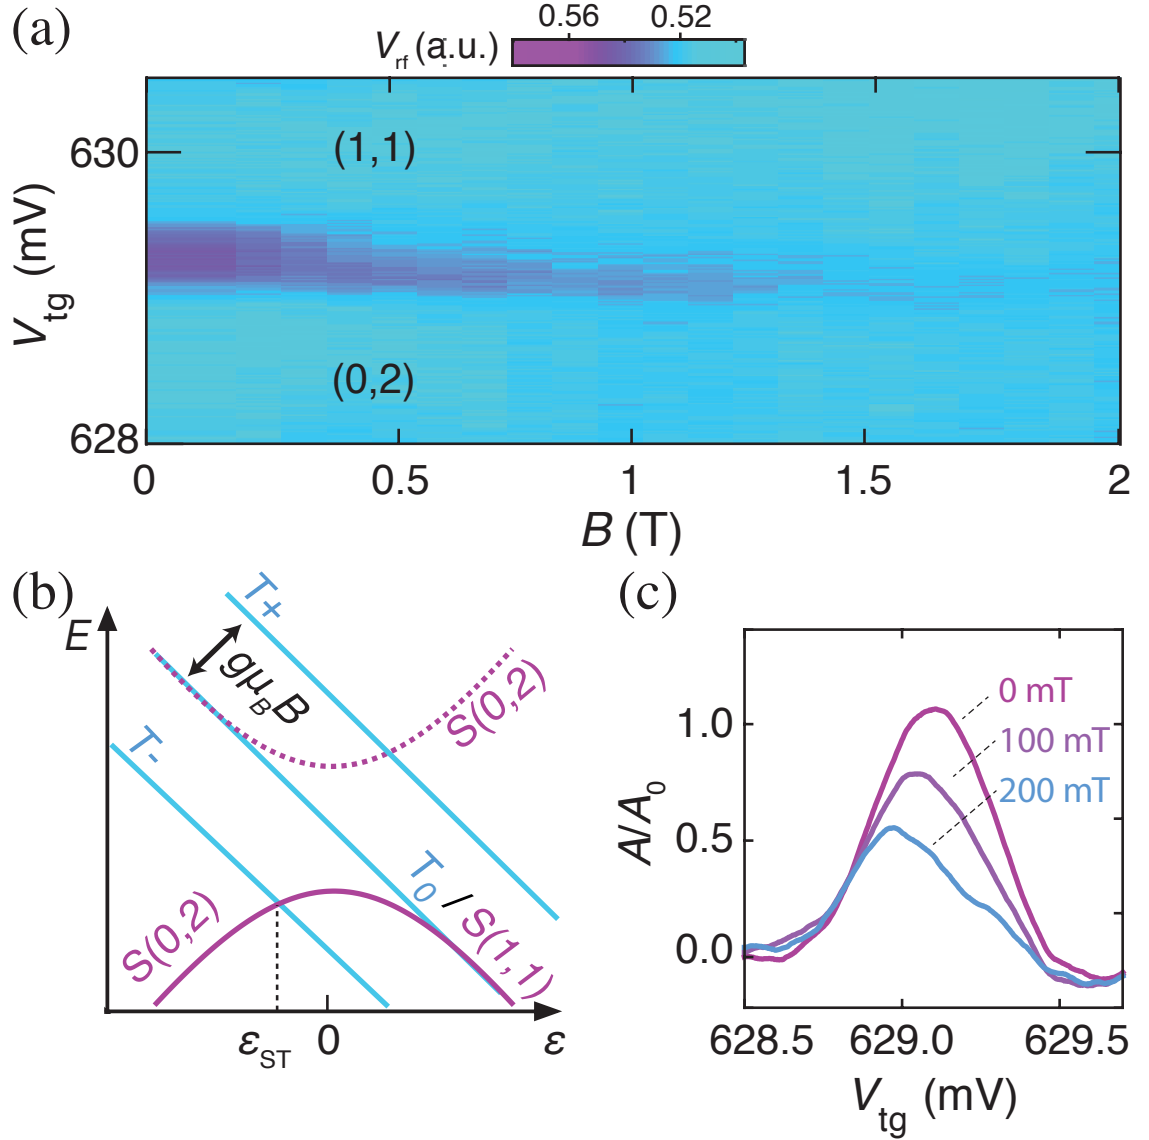 (a)
0.56 0.52
V_rf (a.u.)
(1,1)
(0,2)
630
628
V_tg (mV)
0 0.5 1 1.5 2
B (T)
(b)
E
T+
gμ_B B
S(0,2)
T-
T_0 / S(1,1)
S(0,2)
ε_ST 0 ε
(c)
0 mT
100 mT
200 mT
1.0
0.5
0.0
A/A_0
628.5 629.0 629.5
V_tg (mV)